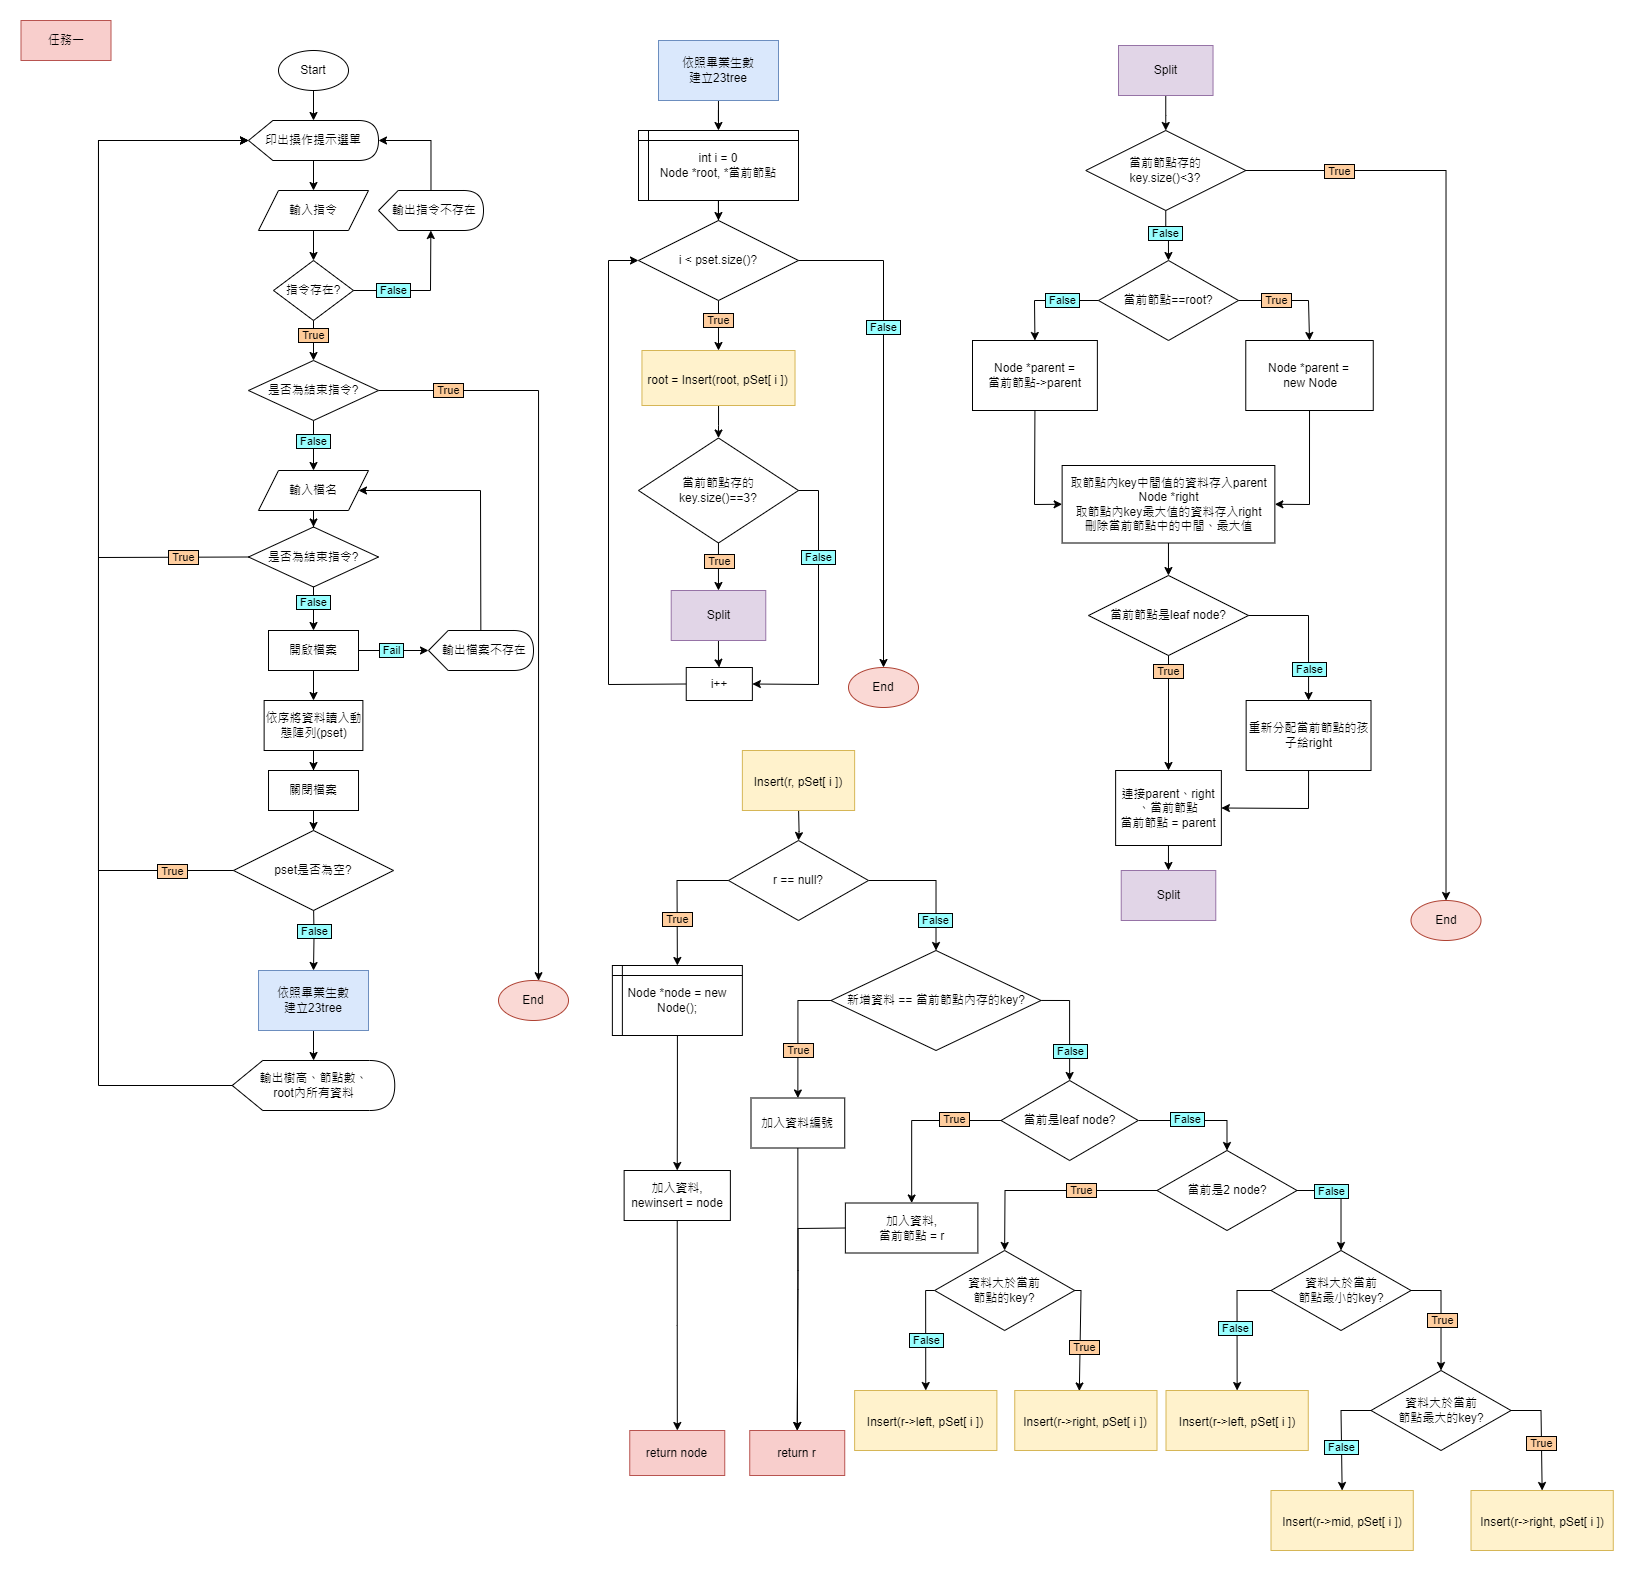 任務一
Start
印出操作提示選單
輸入指令
輸出指令不存在
指令存在?
False
True
是否為結束指令?
True
False
輸入檔名
是否為結束指令?
True
False
開啟檔案
Fail
輸出檔案不存在
依序將資料讀入動
態陣列(pset)
關閉檔案
pset是否為空?
True
False
依照畢業生數
建立23tree
End
輸出樹高、節點數、
root內所有資料
依照畢業生數
建立23tree
int i = 0
Node *root, *當前節點
i < pset.size()?
True
False
root = Insert(root, pSet[ i ])
當前節點存的
key.size()==3?
True
False
Split
i++
End
Split
當前節點存的
key.size()<3?
True
False
當前節點==root?
False
True
Node *parent =
當前節點->parent
Node *parent =
new Node
取節點內key中間值的資料存入parent
Node *right
取節點內key最大值的資料存入right
刪除當前節點中的中間、最大值
當前節點是leaf node?
True
False
重新分配當前節點的孩
子給right
連接parent、right
、當前節點
當前節點 = parent
Split
End
Insert(r, pSet[ i ])
r == null?
True
False
Node *node = new
Node();
新增資料 == 當前節點內存的key?
True
False
加入資料編號
當前是leaf node?
True
False
加入資料,
newinsert = node
加入資料,
當前節點 = r
當前是2 node?
True
False
資料大於當前
節點的key?
False
True
資料大於當前
節點最小的key?
False
True
Insert(r->left, pSet[ i ])
Insert(r->right, pSet[ i ])
Insert(r->left, pSet[ i ])
資料大於當前
節點最大的key?
False
True
return node
return r
Insert(r->mid, pSet[ i ])
Insert(r->right, pSet[ i ])